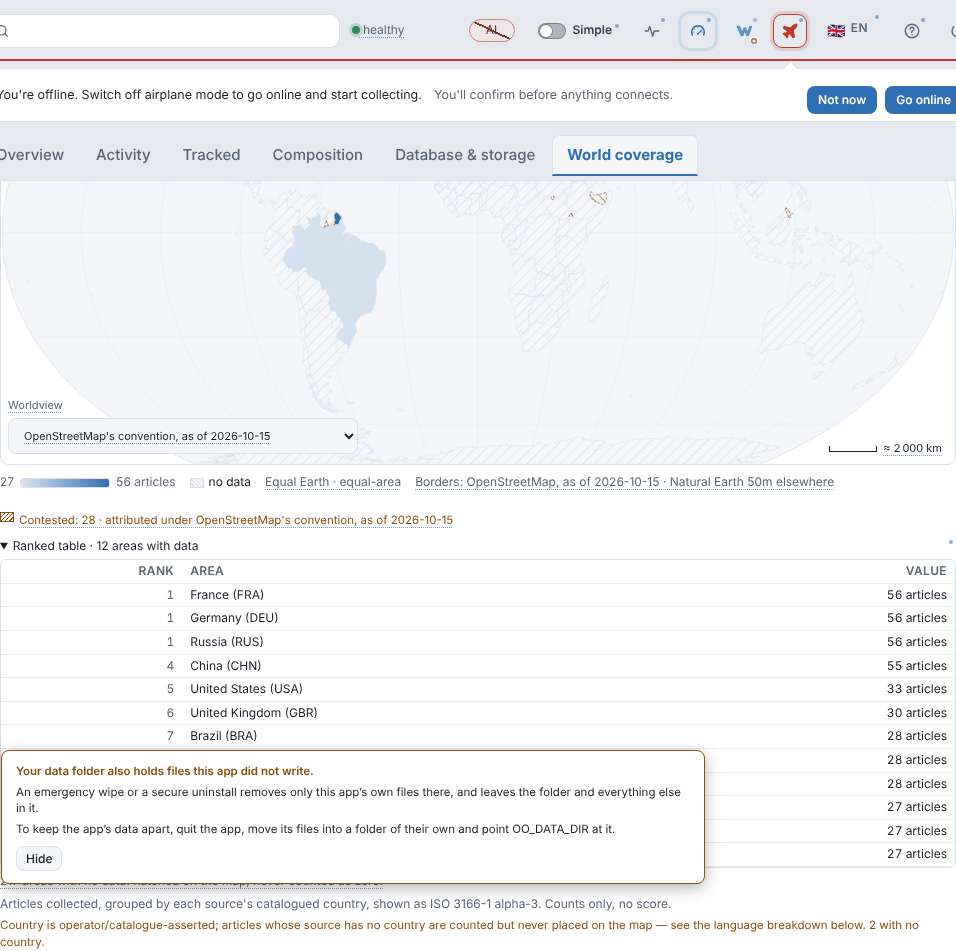 healthy
AI
Simple
W
EN
You're offline. Switch off airplane mode to go online and start collecting. You'll confirm before anything connects.
Not now
Go online
Overview Activity Tracked Composition Database & storage World coverage
Worldview
OpenStreetMap's convention, as of 2026-10-15
≈ 2 000 km
27 56 articles no data Equal Earth · equal-area Borders: OpenStreetMap, as of 2026-10-15 · Natural Earth 50m elsewhere
Contested: 28 · attributed under OpenStreetMap's convention, as of 2026-10-15
Ranked table · 12 areas with data
RANK AREA VALUE
1 France (FRA) 56 articles
1 Germany (DEU) 56 articles
1 Russia (RUS) 56 articles
4 China (CHN) 55 articles
5 United States (USA) 33 articles
6 United Kingdom (GBR) 30 articles
7 Brazil (BRA) 28 articles
28 articles
28 articles
27 articles
27 articles
27 articles
Your data folder also holds files this app did not write.
An emergency wipe or a secure uninstall removes only this app's own files there, and leaves the folder and everything else
in it.
To keep the app's data apart, quit the app, move its files into a folder of their own and point OO_DATA_DIR at it.
Hide
Articles collected, grouped by each source's catalogued country, shown as ISO 3166-1 alpha-3. Counts only, no score.
Country is operator/catalogue-asserted; articles whose source has no country are counted but never placed on the map — see the language breakdown below. 2 with no
country.